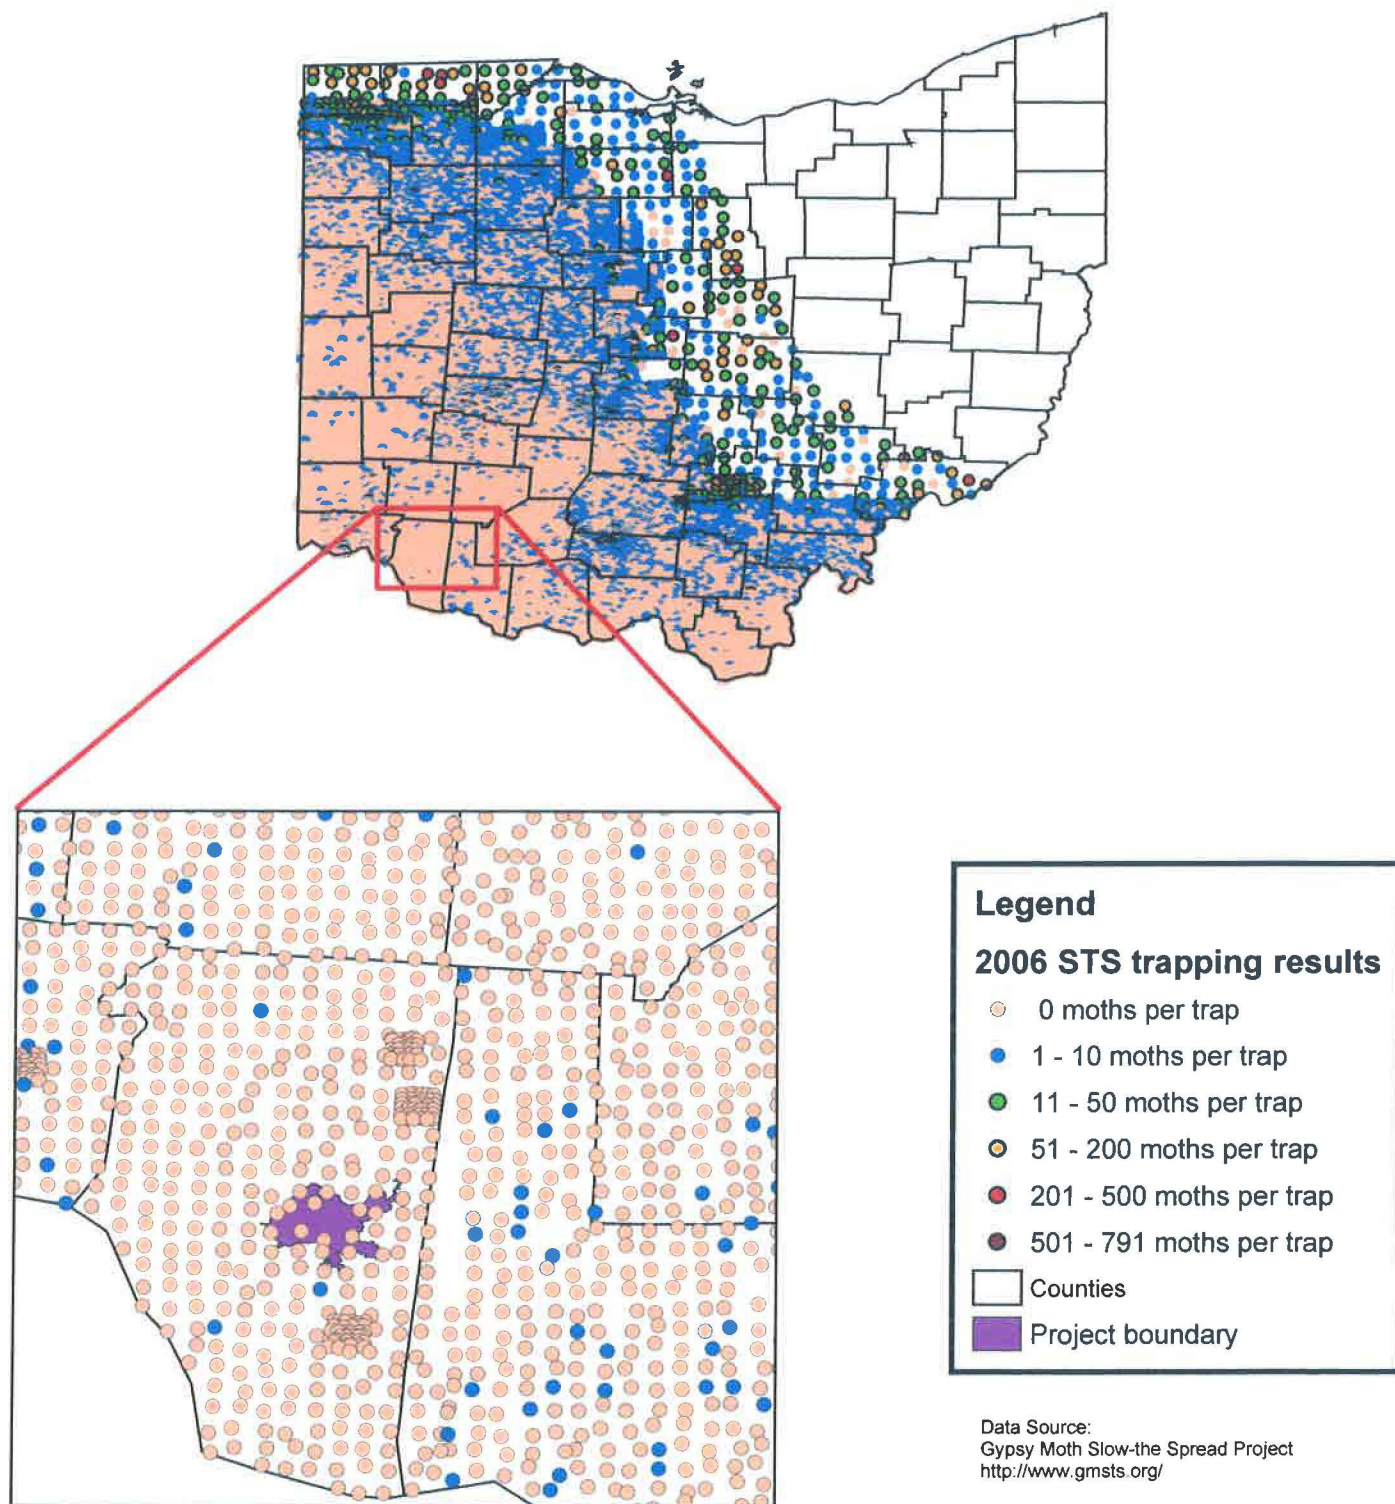 Legend
2006 STS trapping results
0 moths per trap
1 - 10 moths per trap
11 - 50 moths per trap
51 - 200 moths per trap
201 - 500 moths per trap
501 - 791 moths per trap
Counties
Project boundary
Data Source:
Gypsy Moth Slow-the Spread Project
http://www.gmsts.org/